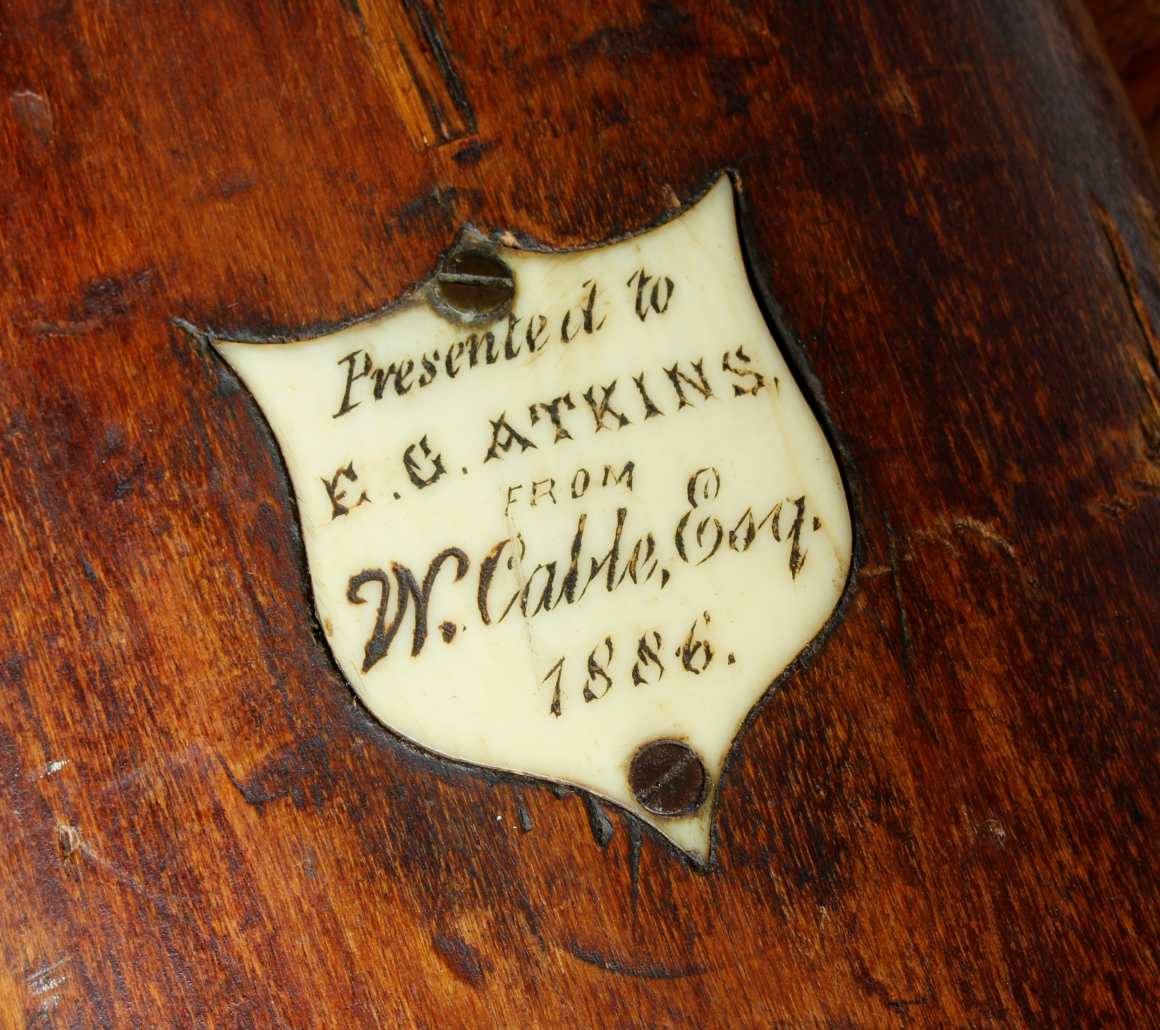 Presented to
E. G. ATKINS,
FROM
W. Cable, Esq.
1886.